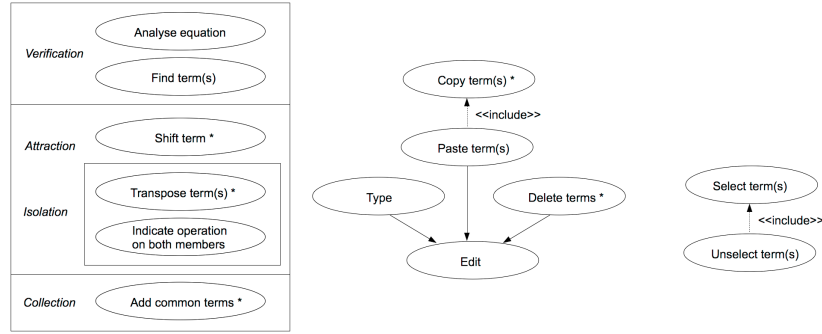 Verification
Analyse equation
Find term(s)
Attraction
Shift term *
Isolation
Transpose term(s) *
Indicate operation
on both members
Collection
Add common terms *
Copy term(s) *
<<include>>
Paste term(s)
Type
Delete terms *
Edit
Select term(s)
<<include>>
Unselect term(s)